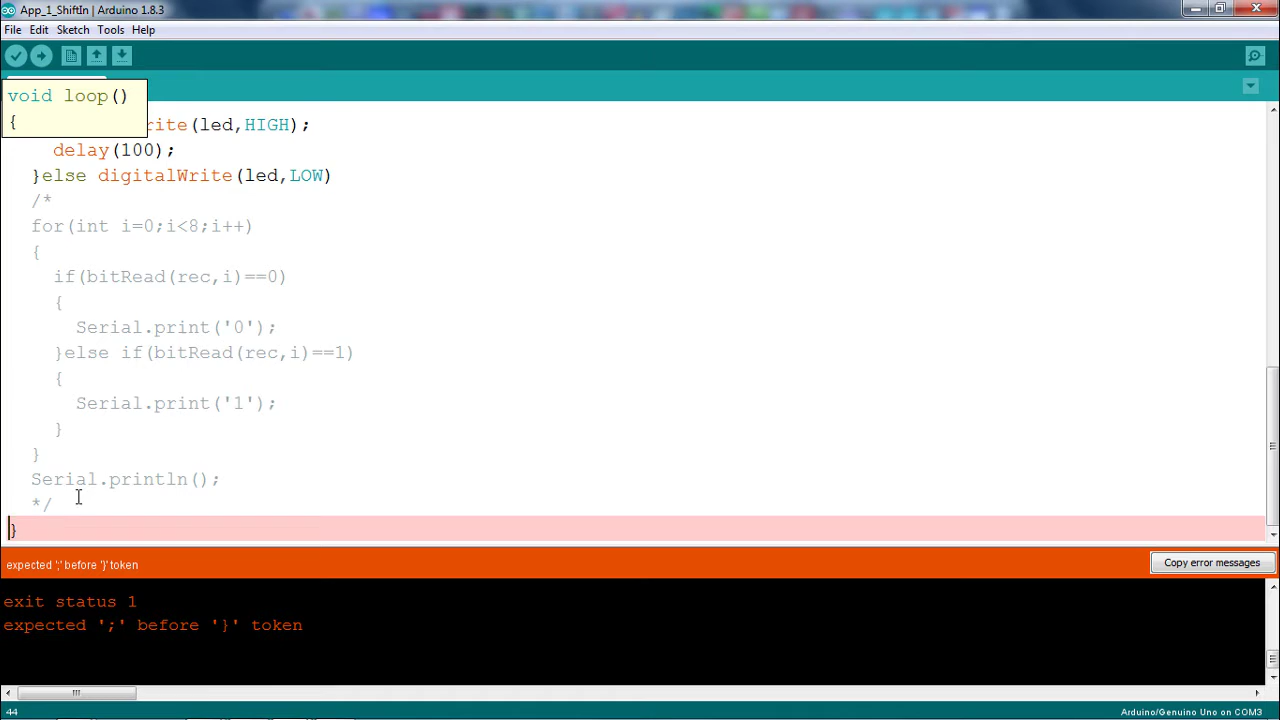 App_1_ShiftIn | Arduino 1.8.3
File Edit Sketch Tools Help
void loop()
{
rite(led,HIGH);
delay(100);
}else digitalWrite(led,LOW)
/*
for(int i=0;i<8;i++)
{
if(bitRead(rec,i)==0)
{
Serial.print('0');
}else if(bitRead(rec,i)==1)
{
Serial.print('1');
}
}
Serial.println();
*/
}
expected ';' before '}' token
Copy error messages
exit status 1
expected ';' before '}' token
44
Arduino/Genuino Uno on COM3